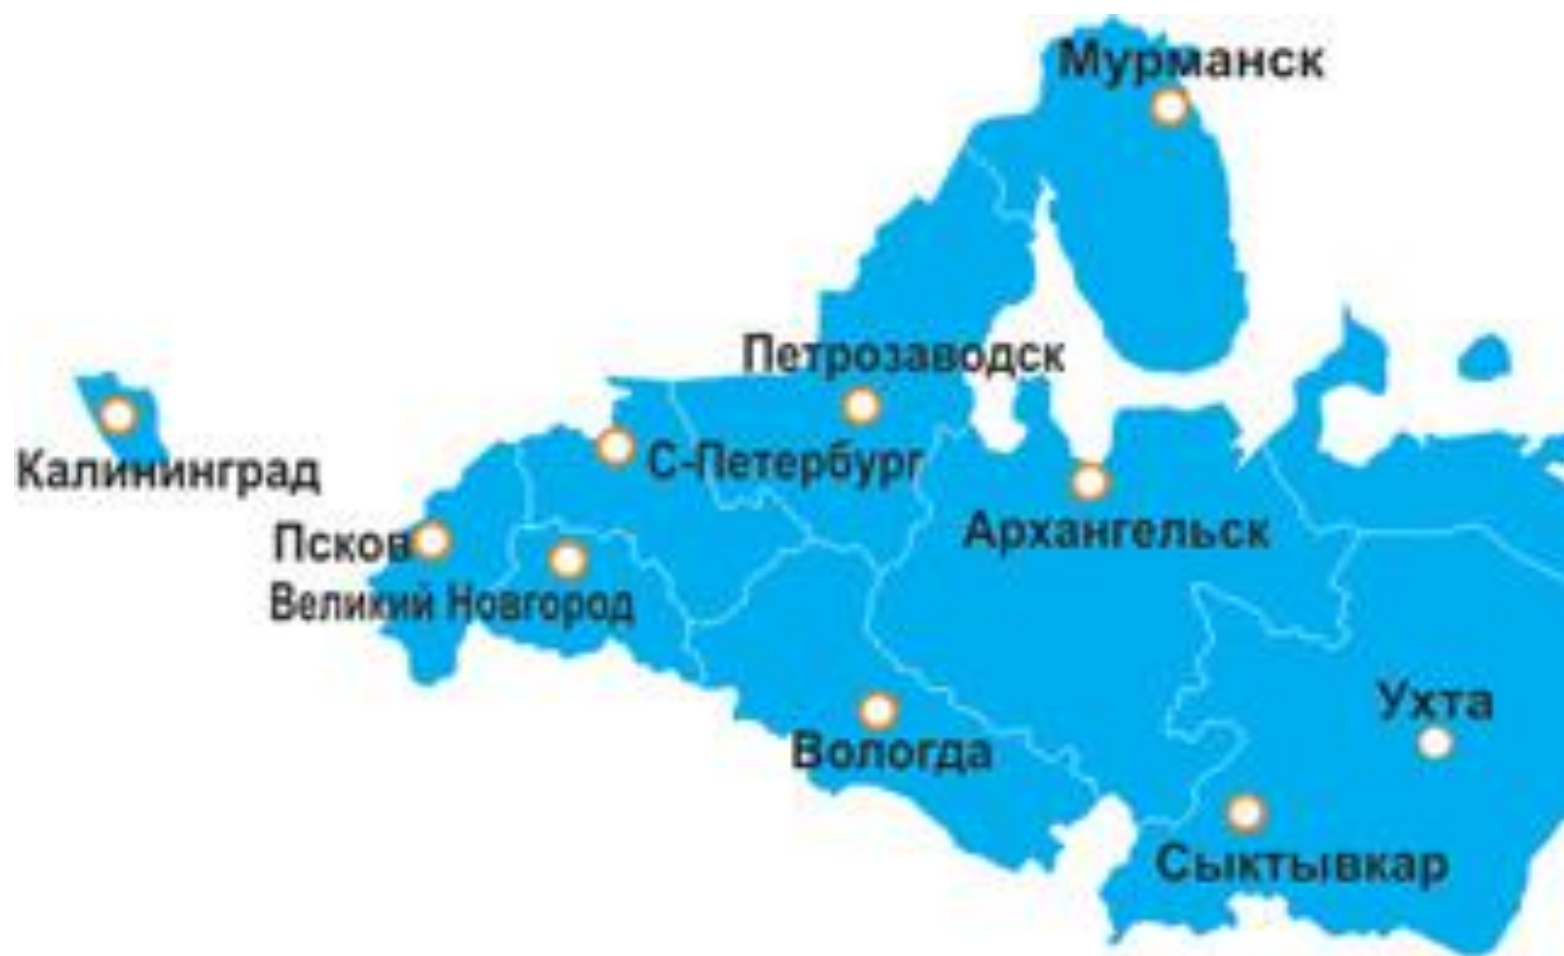 Мурманск
Петрозаводск
Калининград
С-Петербург
Псков
Архангельск
Великий Новгород
Ухта
Вологда
Сыктывкар